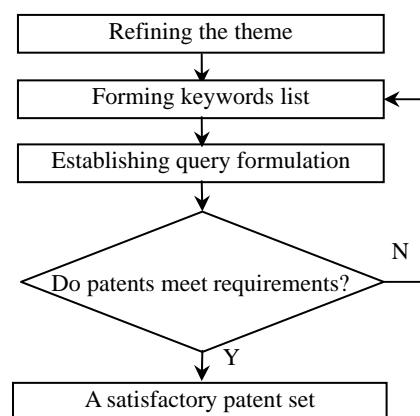 Refining the theme
Forming keywords list
Establishing query formulation
N
Do patents meet requirements?
Y
A satisfactory patent set